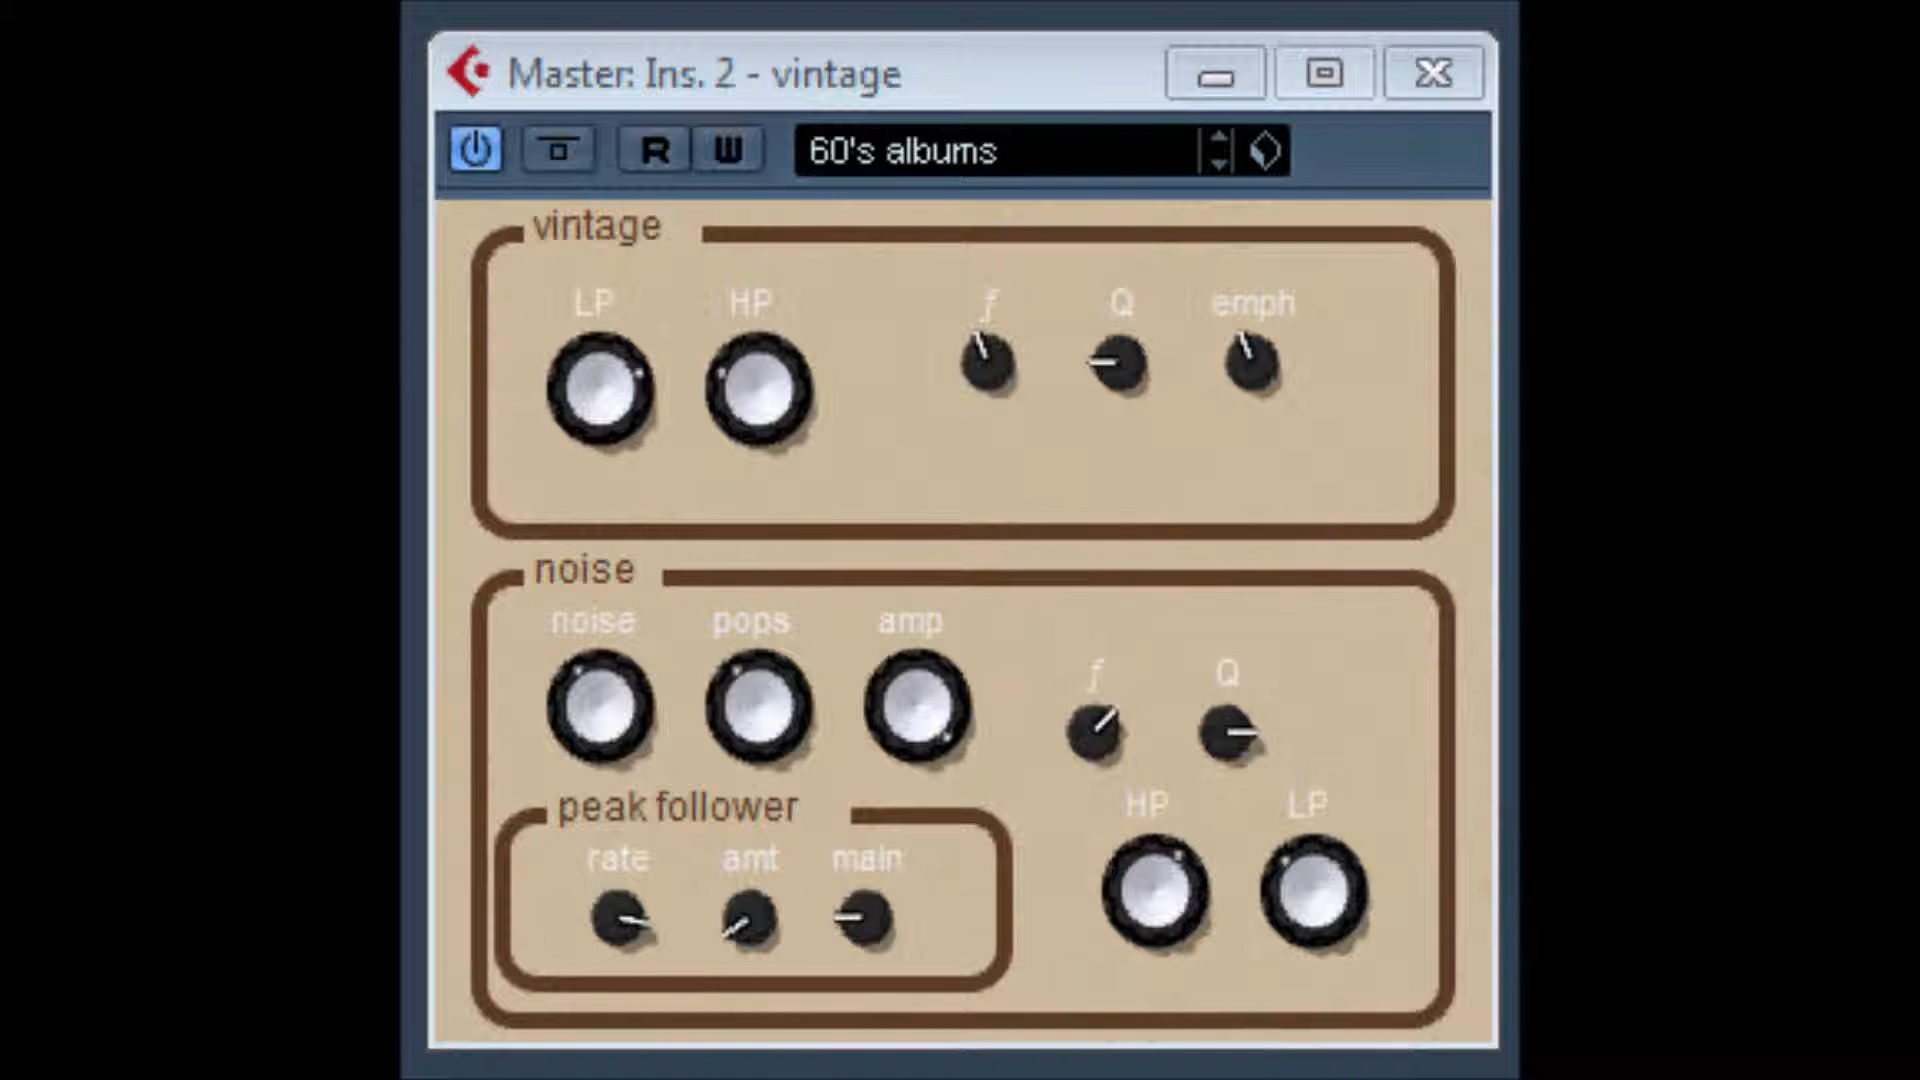 Master: Ins. 2 - vintage
R W 60's albums
vintage
LP HP f Q emph
noise
noise pops amp
f Q
peak follower
HP LP
rate amt main